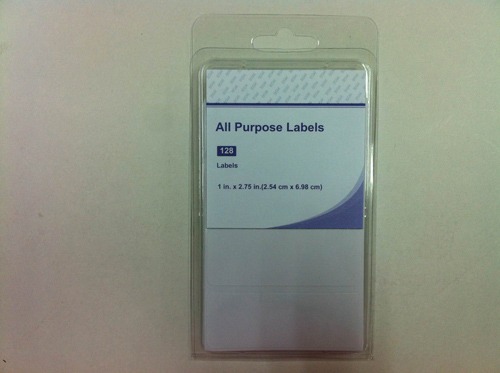 All Purpose Labels
128
Labels
1 in. x 2.75 in.(2.54 cm x 6.98 cm)